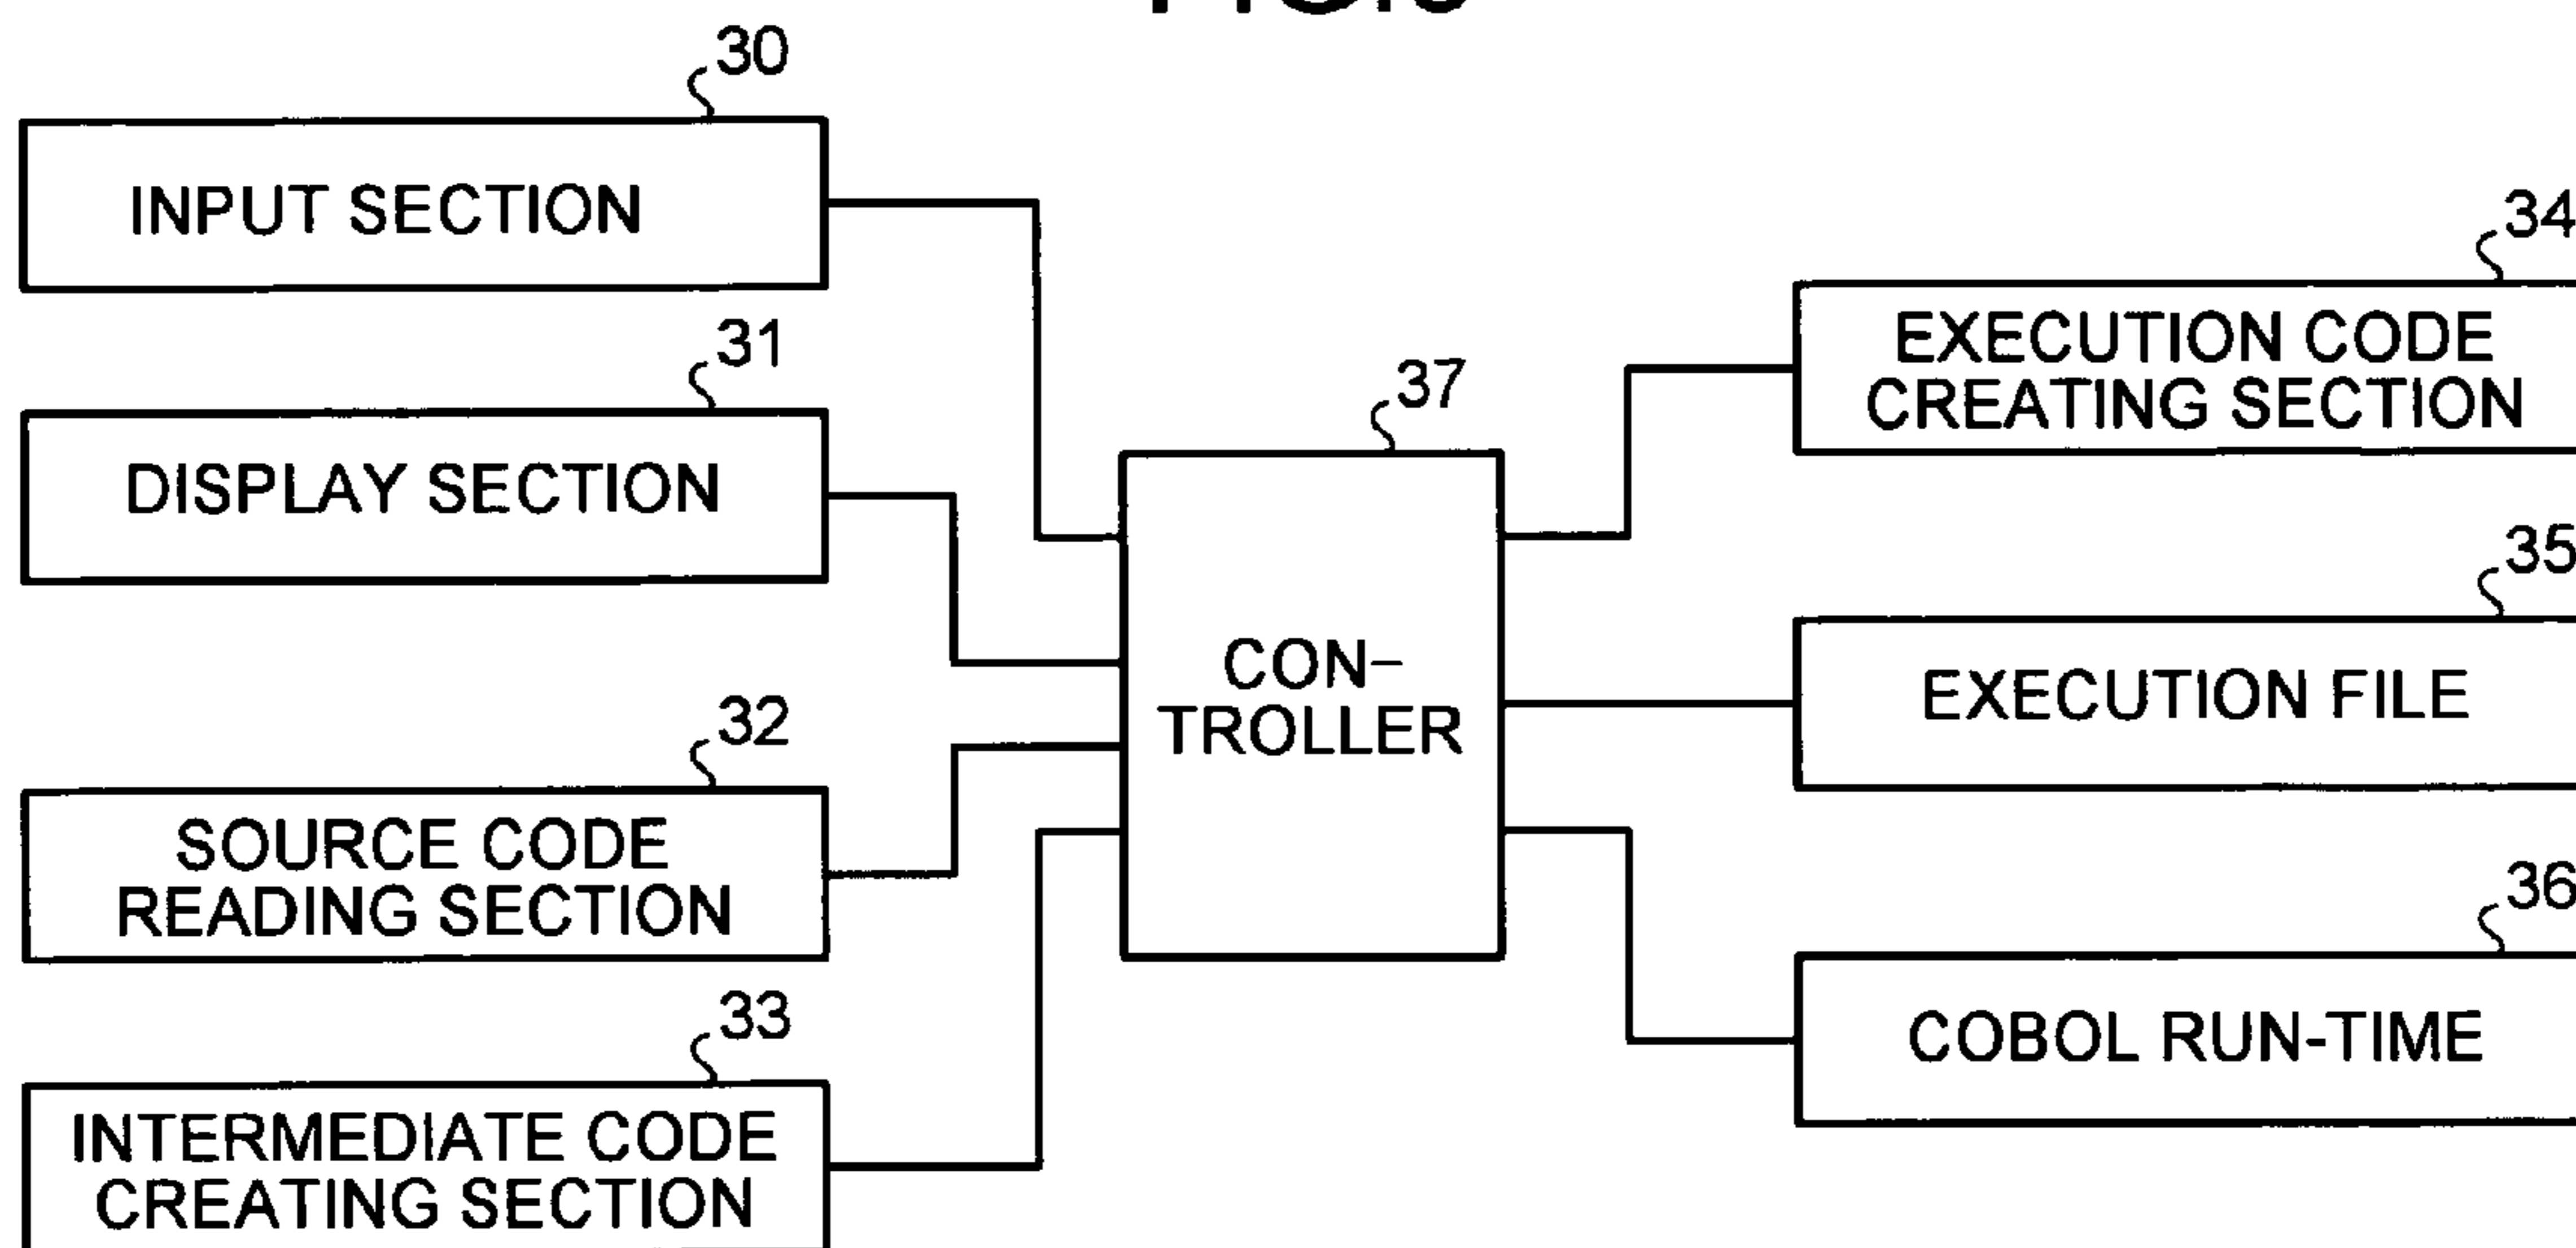 30
INPUT SECTION
31
DISPLAY SECTION
32
SOURCE CODE
READING SECTION
33
INTERMEDIATE CODE
CREATING SECTION
37
CON-
TROLLER
34
EXECUTION CODE
CREATING SECTION
35
EXECUTION FILE
36
COBOL RUN-TIME